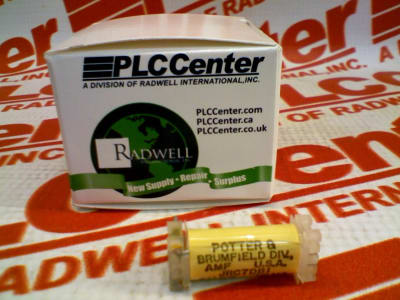 PLCCenter
A DIVISION OF RADWELL INTERNATIONAL, INC.
PLCCenter.com
PLCCenter.ca
PLCCenter.co.uk
RADWELL
New Supply • Repair • Surplus
POTTER &
BRUMFIELD DIV.
AMF U.S.A.